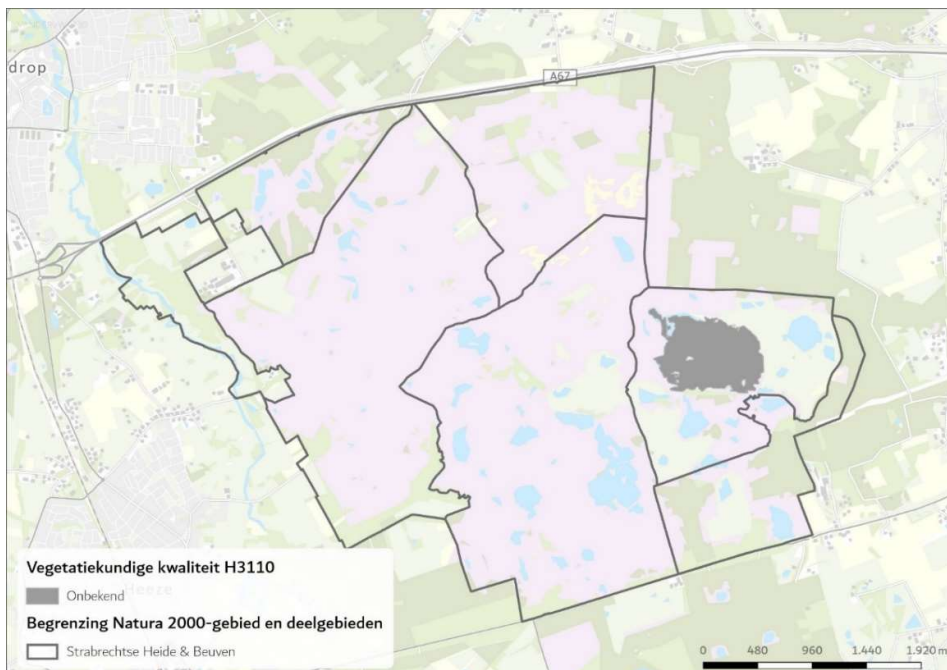 drop
A67
Heeze
Vegetatiekundige kwaliteit H3110
Onbekend
Begrenzing Natura 2000-gebied en deelgebieden
Strabrechtse Heide & Beuven
0 480 960 1.440 1.920 m